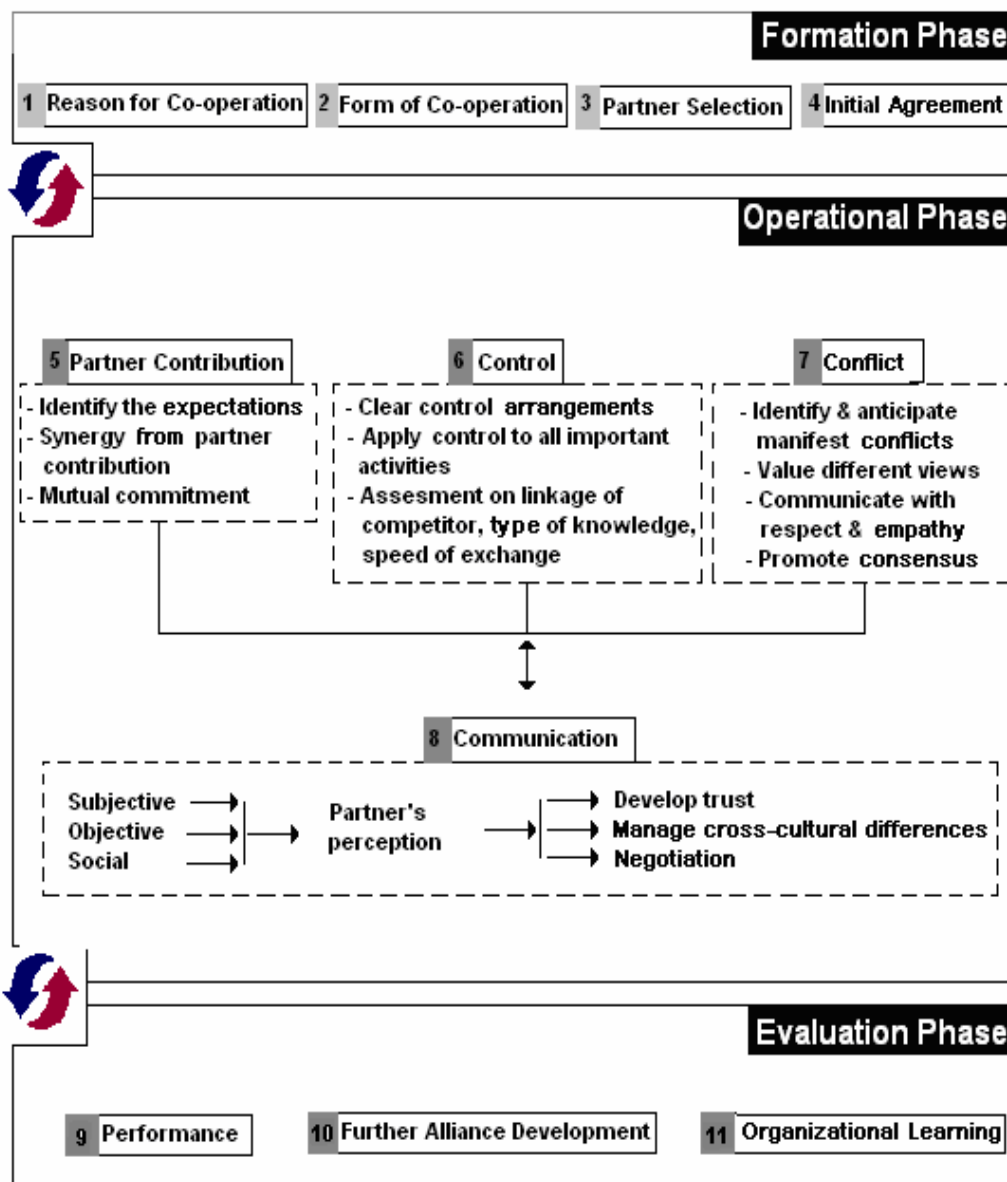 Formation Phase
1 Reason for Co-operation
2 Form of Co-operation
3 Partner Selection
4 Initial Agreement
Operational Phase
5 Partner Contribution
- Identify the expectations
- Synergy from partner
contribution
- Mutual commitment
6 Control
- Clear control arrangements
- Apply control to all important
activities
- Assesment on linkage of
competitor, type of knowledge,
speed of exchange
7 Conflict
- Identify & anticipate
manifest conflicts
- Value different views
- Communicate with
respect & empathy
- Promote consensus
8 Communication
Subjective
Objective
Social
Partner's
perception
Develop trust
Manage cross-cultural differences
Negotiation
Evaluation Phase
9 Performance
10 Further Alliance Development
11 Organizational Learning